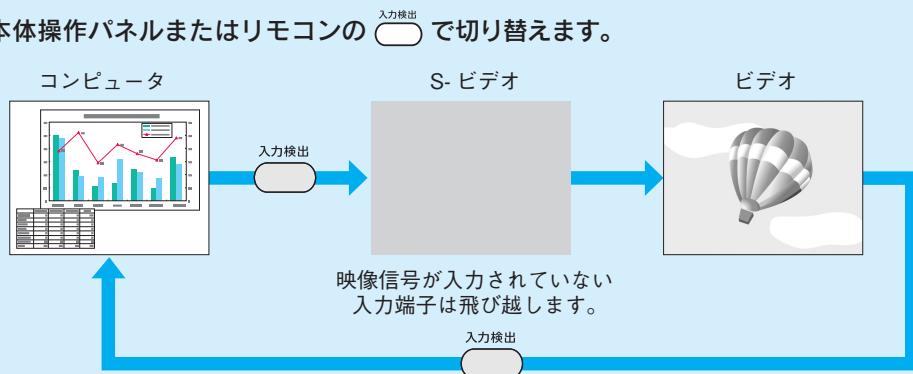 入力検出
本体操作パネルまたはリモコンの で切り替えます。
コンピュータ
S- ビデオ
ビデオ
入力検出
映像信号が入力されていない
入力端子は飛び越します。
入力検出